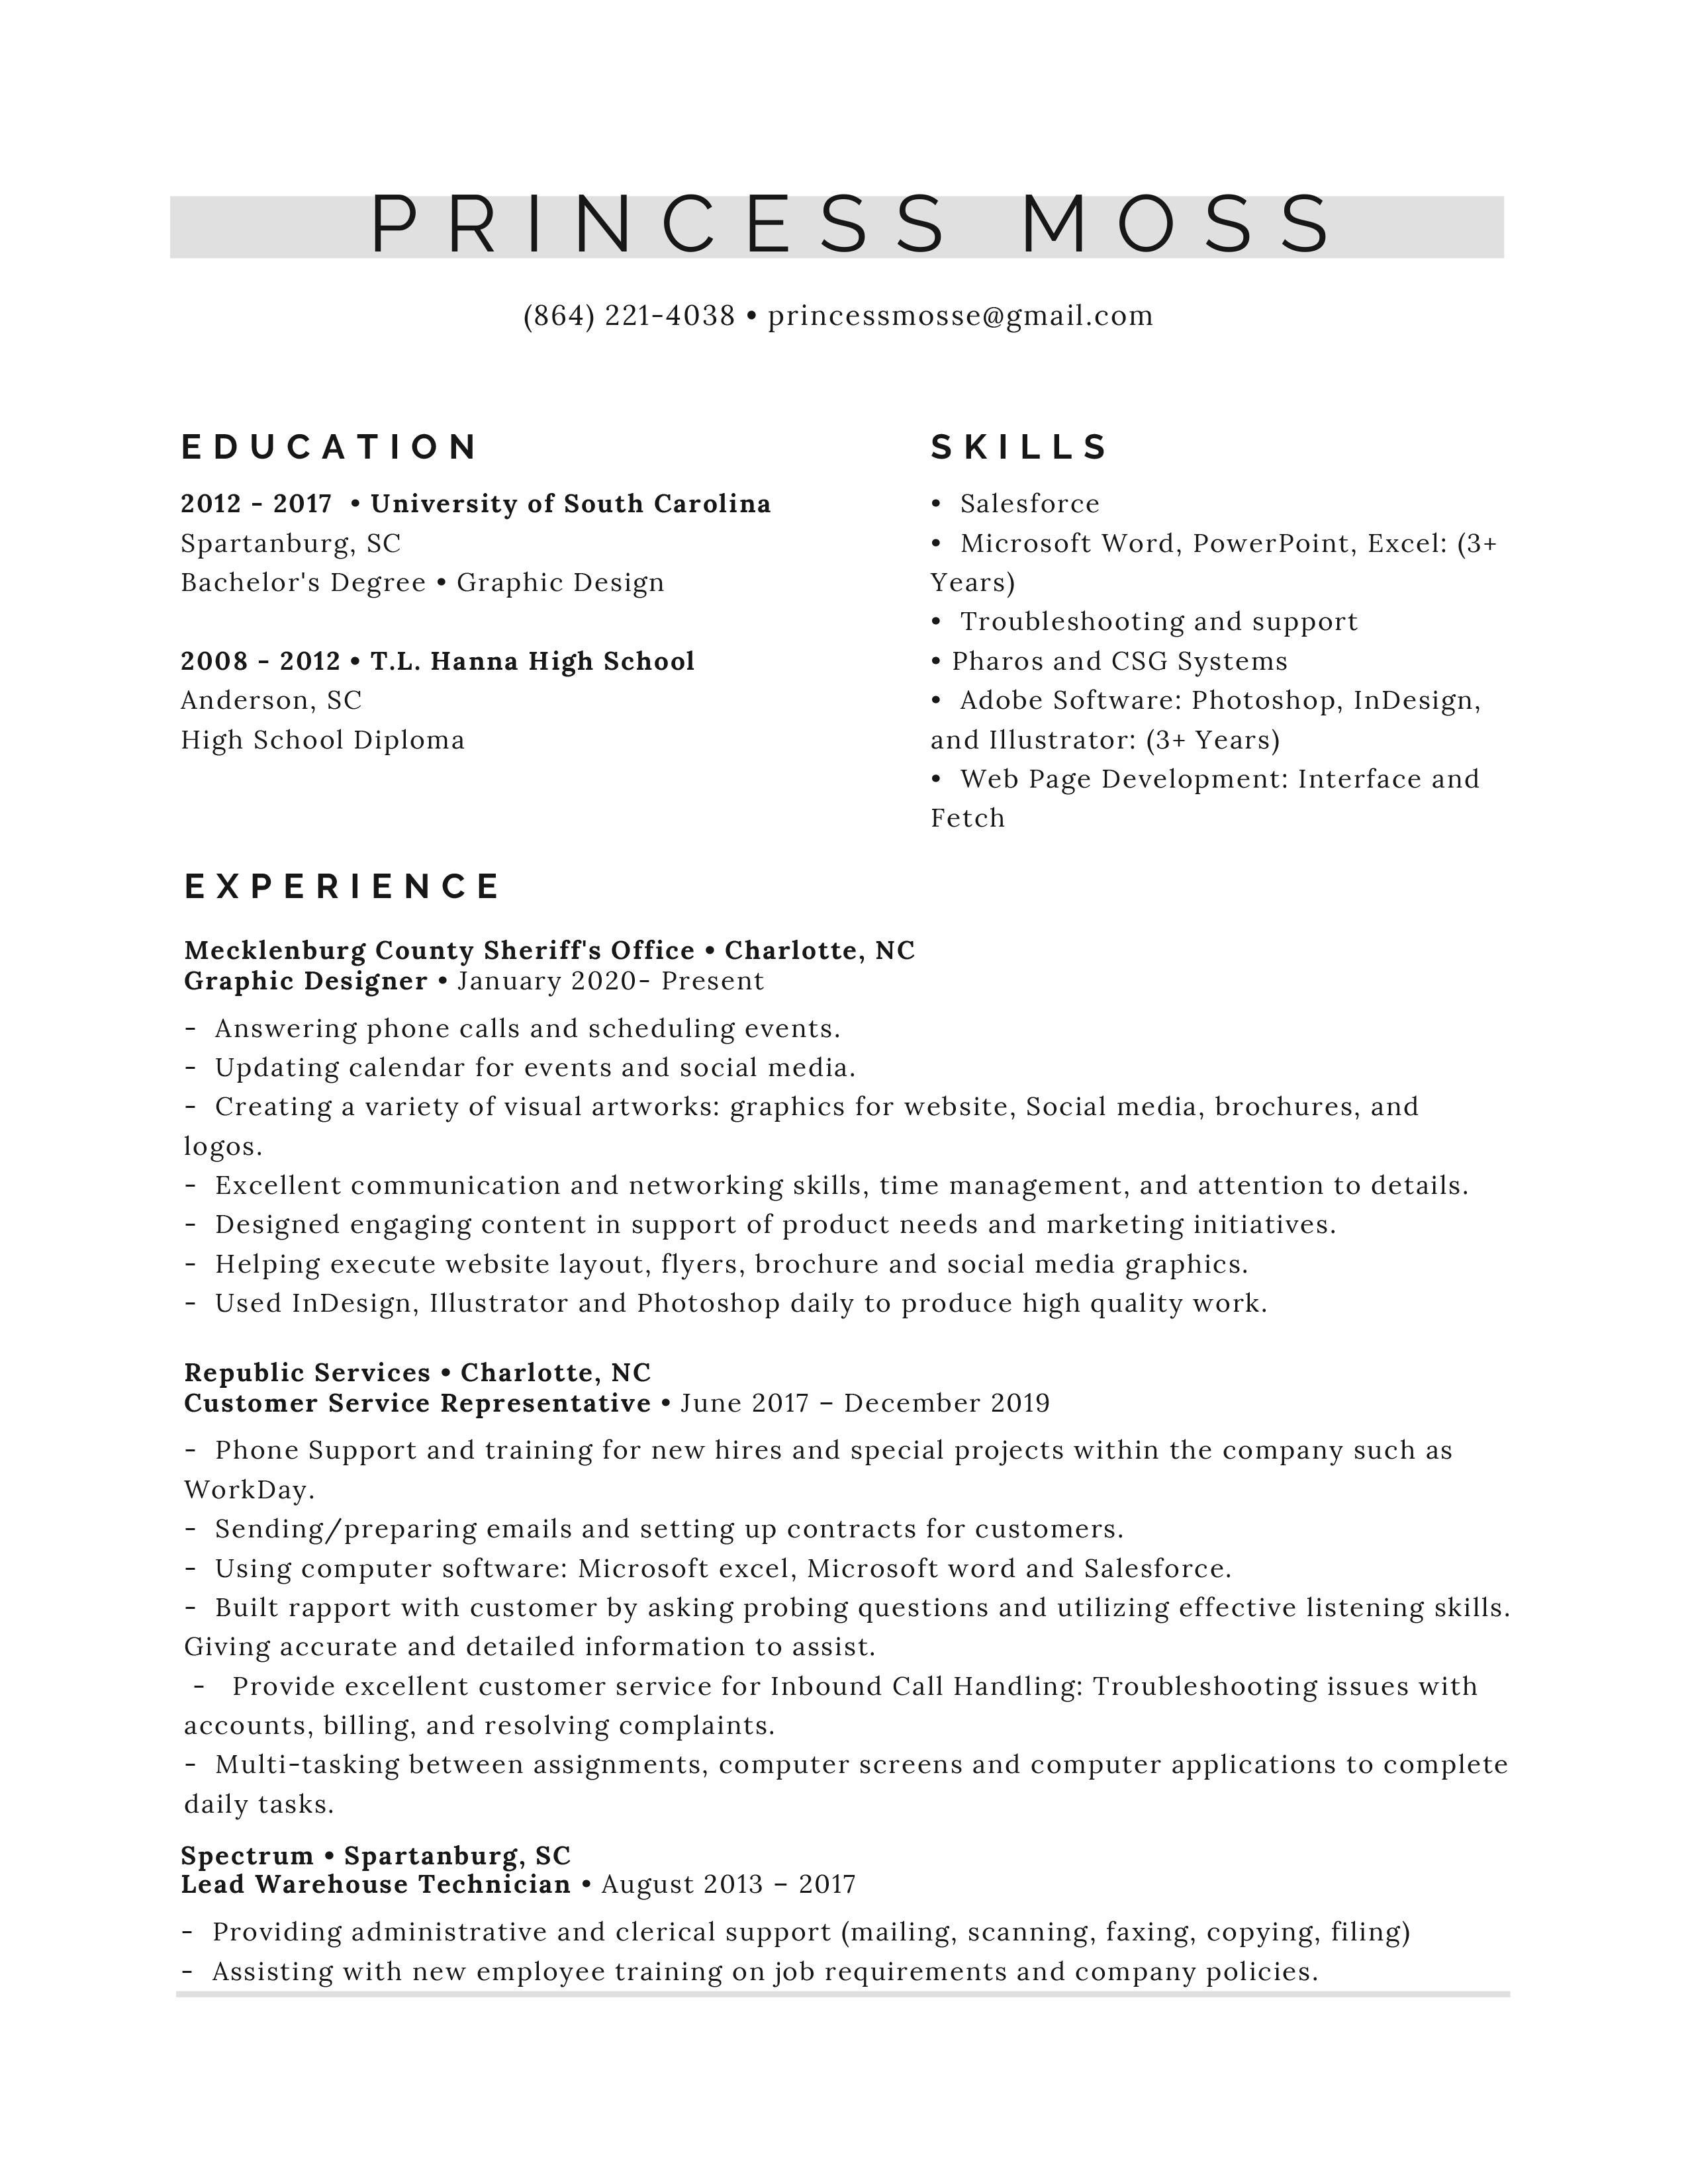 PRINCESS MOSS
(864) 221-4038 • princessmosse@gmail.com
EDUCATION
2012 - 2017 • University of South Carolina
Spartanburg, SC
Bachelor's Degree • Graphic Design
2008 - 2012 • T.L. Hanna High School
Anderson, SC
High School Diploma
SKILLS
• Salesforce
• Microsoft Word, PowerPoint, Excel: (3+
Years)
• Troubleshooting and support
• Pharos and CSG Systems
• Adobe Software: Photoshop, InDesign,
and Illustrator: (3+ Years)
• Web Page Development: Interface and
Fetch
EXPERIENCE
Mecklenburg County Sheriff's Office • Charlotte, NC
Graphic Designer • January 2020- Present
- Answering phone calls and scheduling events.
- Updating calendar for events and social media.
- Creating a variety of visual artworks: graphics for website, Social media, brochures, and
logos.
- Excellent communication and networking skills, time management, and attention to details.
- Designed engaging content in support of product needs and marketing initiatives.
- Helping execute website layout, flyers, brochure and social media graphics.
- Used InDesign, Illustrator and Photoshop daily to produce high quality work.
Republic Services • Charlotte, NC
Customer Service Representative • June 2017 – December 2019
- Phone Support and training for new hires and special projects within the company such as
WorkDay.
- Sending/preparing emails and setting up contracts for customers.
- Using computer software: Microsoft excel, Microsoft word and Salesforce.
- Built rapport with customer by asking probing questions and utilizing effective listening skills.
Giving accurate and detailed information to assist.
- Provide excellent customer service for Inbound Call Handling: Troubleshooting issues with
accounts, billing, and resolving complaints.
- Multi-tasking between assignments, computer screens and computer applications to complete
daily tasks.
Spectrum • Spartanburg, SC
Lead Warehouse Technician • August 2013 – 2017
- Providing administrative and clerical support (mailing, scanning, faxing, copying, filing)
- Assisting with new employee training on job requirements and company policies.